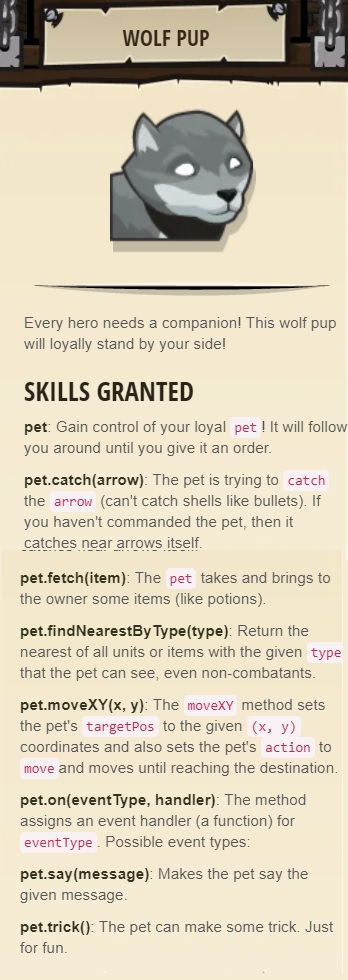 WOLF PUP
Every hero needs a companion! This wolf pup
will loyally stand by your side!
SKILLS GRANTED
pet: Gain control of your loyal pet! It will follow
you around until you give it an order.
pet.catch(arrow): The pet is trying to catch
the arrow (can't catch shells like bullets). If
you haven't commanded the pet, then it
catches near arrows itself.
pet.fetch(item): The pet takes and brings to
the owner some items (like potions).
pet.findNearestByType(type): Return the
nearest of all units or items with the given type
that the pet can see, even non-combatants.
pet.moveXY(x, y): The moveXY method sets
the pet's targetPos to the given (x, y)
coordinates and also sets the pet's action to
move and moves until reaching the destination.
pet.on(eventType, handler): The method
assigns an event handler (a function) for
eventType. Possible event types:
pet.say(message): Makes the pet say the
given message.
pet.trick(): The pet can make some trick. Just
for fun.